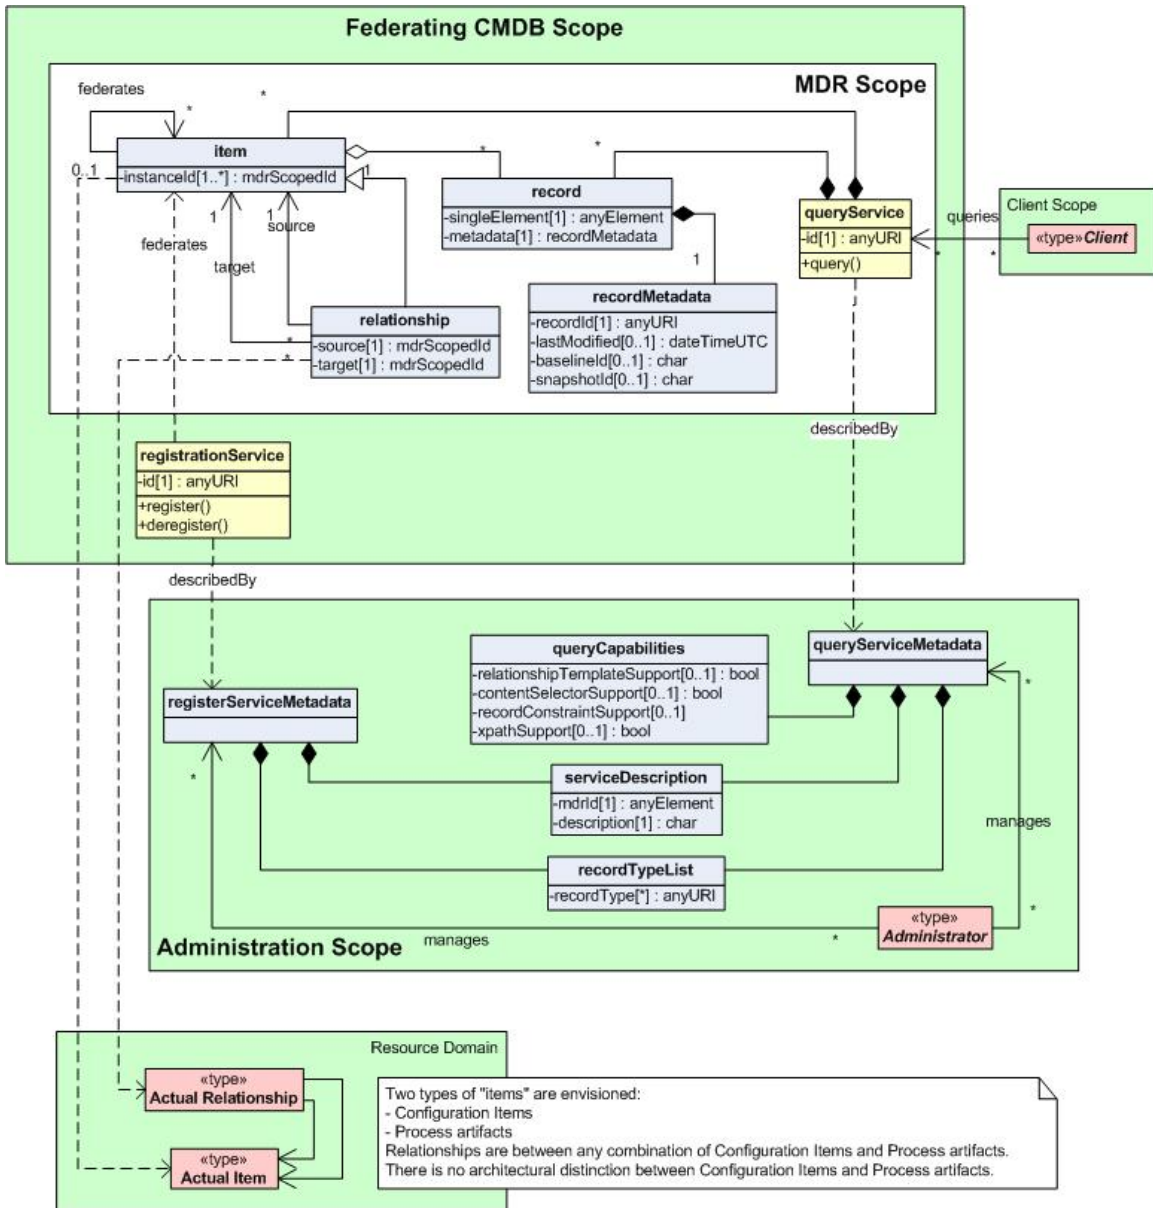 Federating CMDB Scope
MDR Scope
federates
*
*
item
0..1
-instanceId[1..*] : mdrScopedId
1
*
record
-singleElement[1] : anyElement
-metadata[1] : recordMetadata
*
queryService
-id[1] : anyURI
+query()
queries
*
*
Client Scope
«type» Client
1
1
source
federates
target
1
recordMetadata
-recordId[1] : anyURI
-lastModified[0..1] : dateTimeUTC
-baselineId[0..1] : char
-snapshotId[0..1] : char
relationship
-source[1] : mdrScopedId
-target[1] : mdrScopedId
*
*
describedBy
registrationService
-id[1] : anyURI
+register()
+deregister()
describedBy
queryCapabilities
-relationshipTemplateSupport[0..1] : bool
-contentSelectorSupport[0..1] : bool
-recordConstraintSupport[0..1]
-xpathSupport[0..1] : bool
queryServiceMetadata
*
registerServiceMetadata
*
serviceDescription
-mdrId[1] : anyElement
-description[1] : char
manages
recordTypeList
-recordType[*] : anyURI
«type»
Administrator
*
*
manages
Administration Scope
Resource Domain
«type»
Actual Relationship
«type»
Actual Item
Two types of "items" are envisioned:
- Configuration Items
- Process artifacts
Relationships are between any combination of Configuration Items and Process artifacts.
There is no architectural distinction between Configuration Items and Process artifacts.